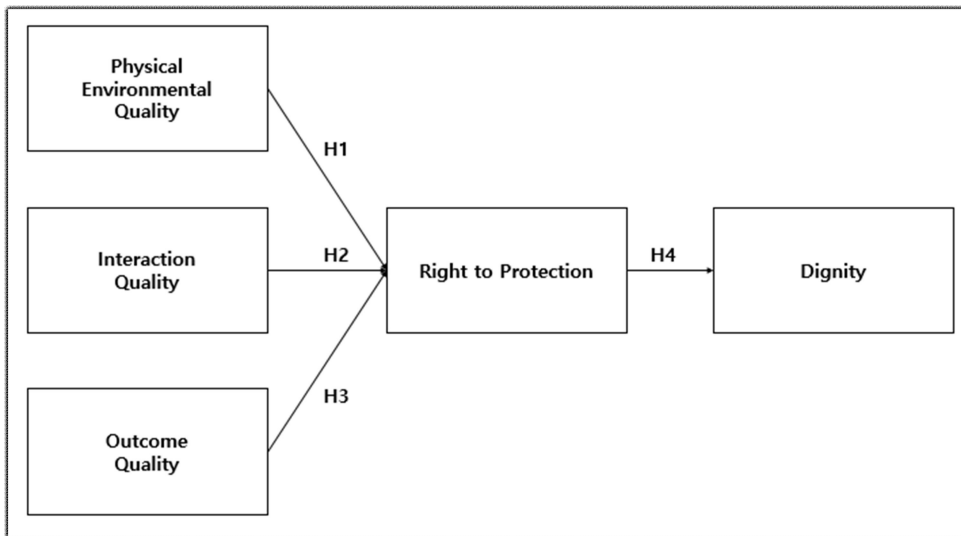 Physical
Environmental
Quality
H1
Interaction
Quality
H2
Right to Protection
H4
Dignity
H3
Outcome
Quality